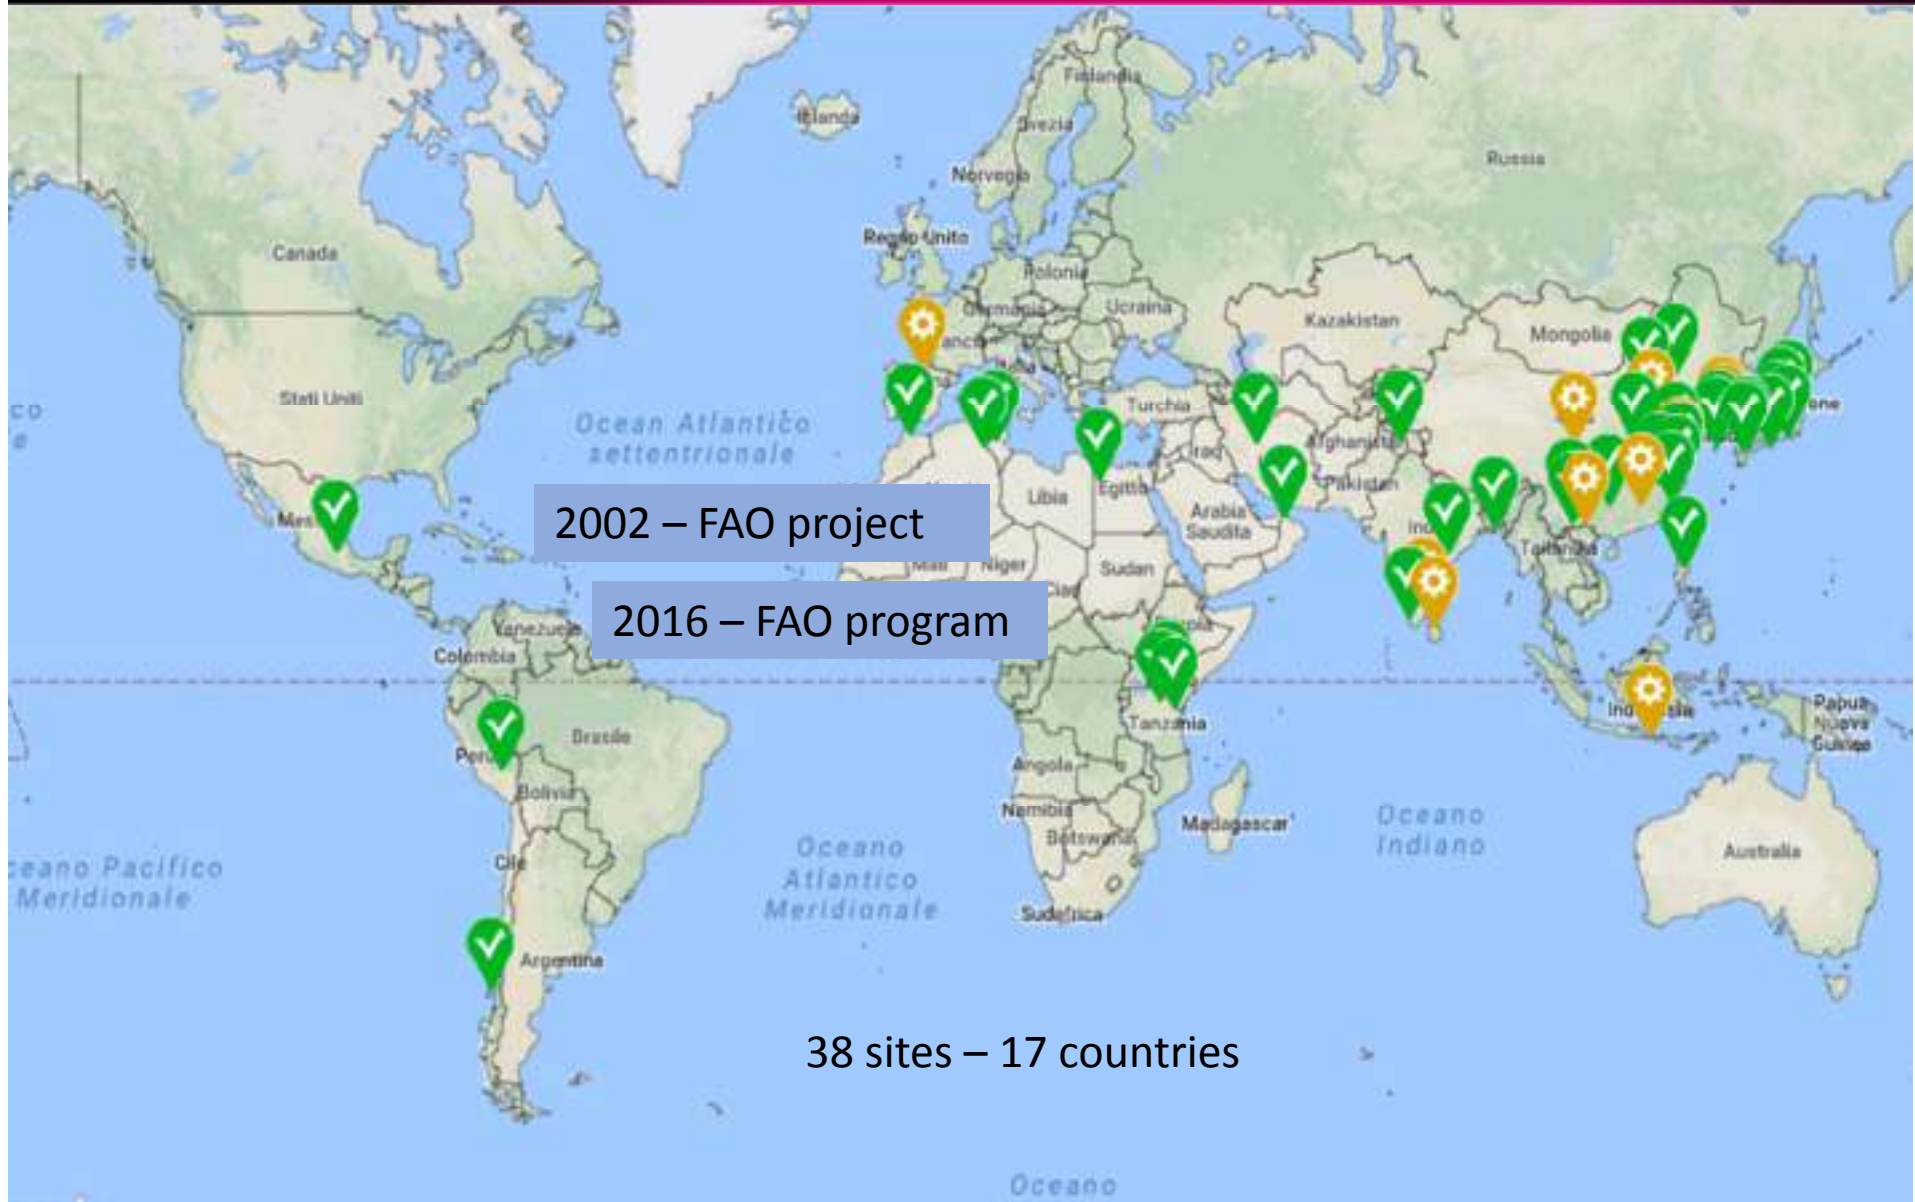 Finlandia
Islanda
Svezia
Russia
Norvegia
Canada
Regno Unito
Polonia
Germania
Ucraina
Kazakistan
Mongolia
Stati Uniti
Turchia
Ocean Atlantico
settentrionale
Afghanistan
Iraq
Pakistan
Libia
Egitto
Arabia
Saudita
2002 – FAO project
Mali
Niger
Sudan
2016 – FAO program
Venezuela
Colombia
Tanzania
Papua
Nuova
Guinea
Brasile
Perù
Angola
Bolivia
Namibia
Botswana
Madagascar
Oceano
Indiano
Australia
Oceano
Atlantico
Meridionale
Cile
ceano Pacifico
Meridionale
Sudafrica
Argentina
38 sites – 17 countries
Oceano